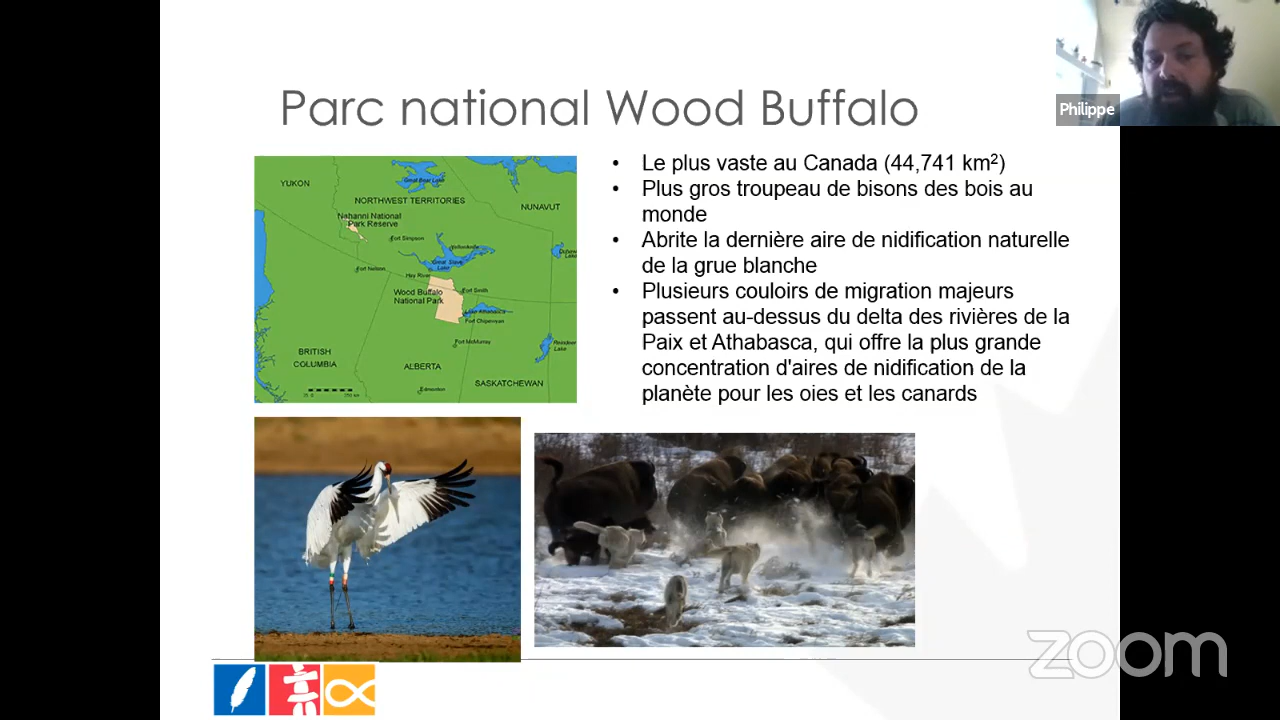 Parc national Wood Buffalo
Philippe
• Le plus vaste au Canada (44,741 km²)
• Plus gros troupeau de bisons des bois au
monde
• Abrite la dernière aire de nidification naturelle
de la grue blanche
• Plusieurs couloirs de migration majeurs
passent au-dessus du delta des rivières de la
Paix et Athabasca, qui offre la plus grande
concentration d'aires de nidification de la
planète pour les oies et les canards
YUKON
Great Bear Lake
NORTHWEST TERRITORIES
NUNAVUT
Nahanni National
Park Reserve
Fort Simpson
Yellowknife
Great Slave
Lake
Fort Nelson
Hay River
Wood Buffalo
National Park
Fort Smith
Lake Athabasca
Fort Chipewyan
Fort McMurray
Reindeer
Lake
BRITISH
COLUMBIA
ALBERTA
SASKATCHEWAN
Edmonton
zoom